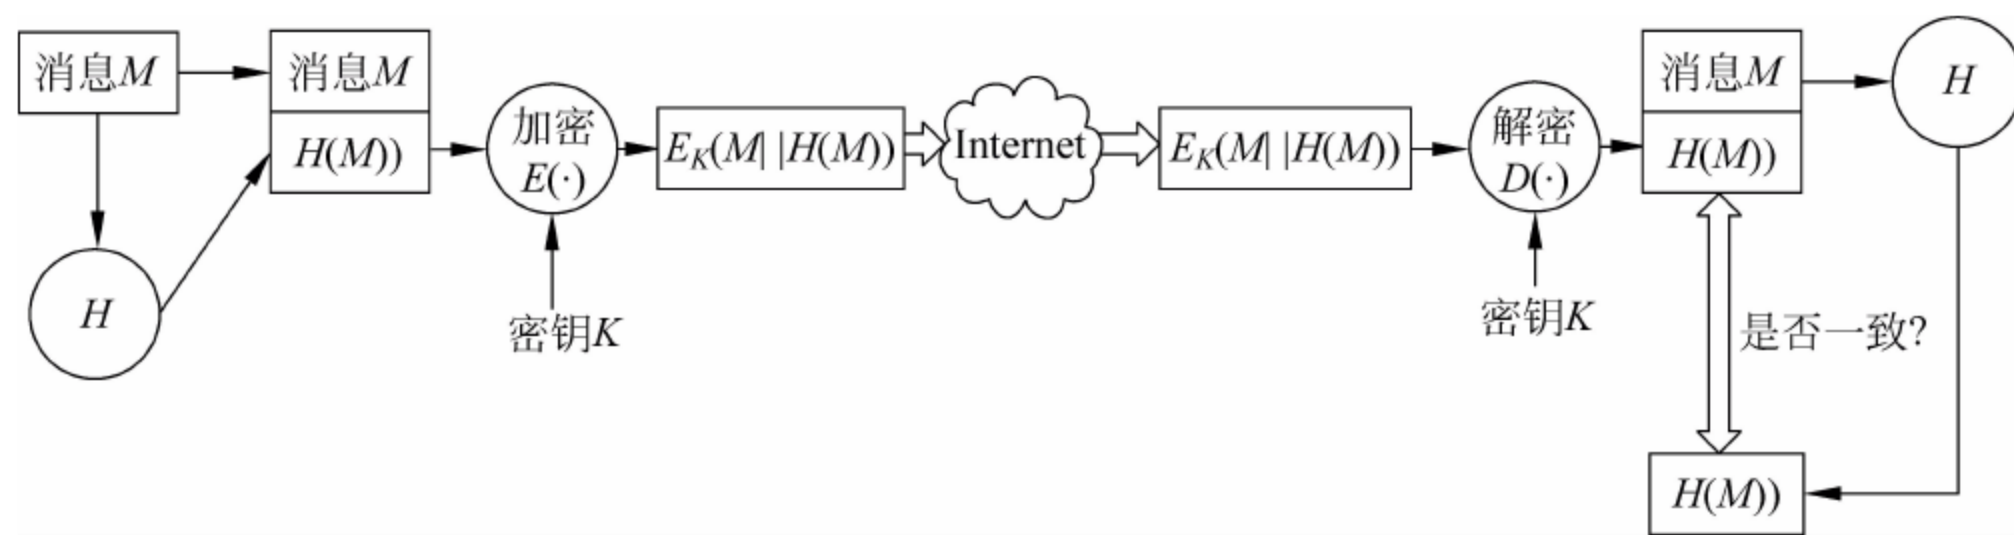 消息M
消息M
H(M))
H
加密
E(·)
密钥K
E_K(M| |H(M))
Internet
E_K(M| |H(M))
解密
D(·)
密钥K
消息M
H(M))
H
是否一致?
H(M))